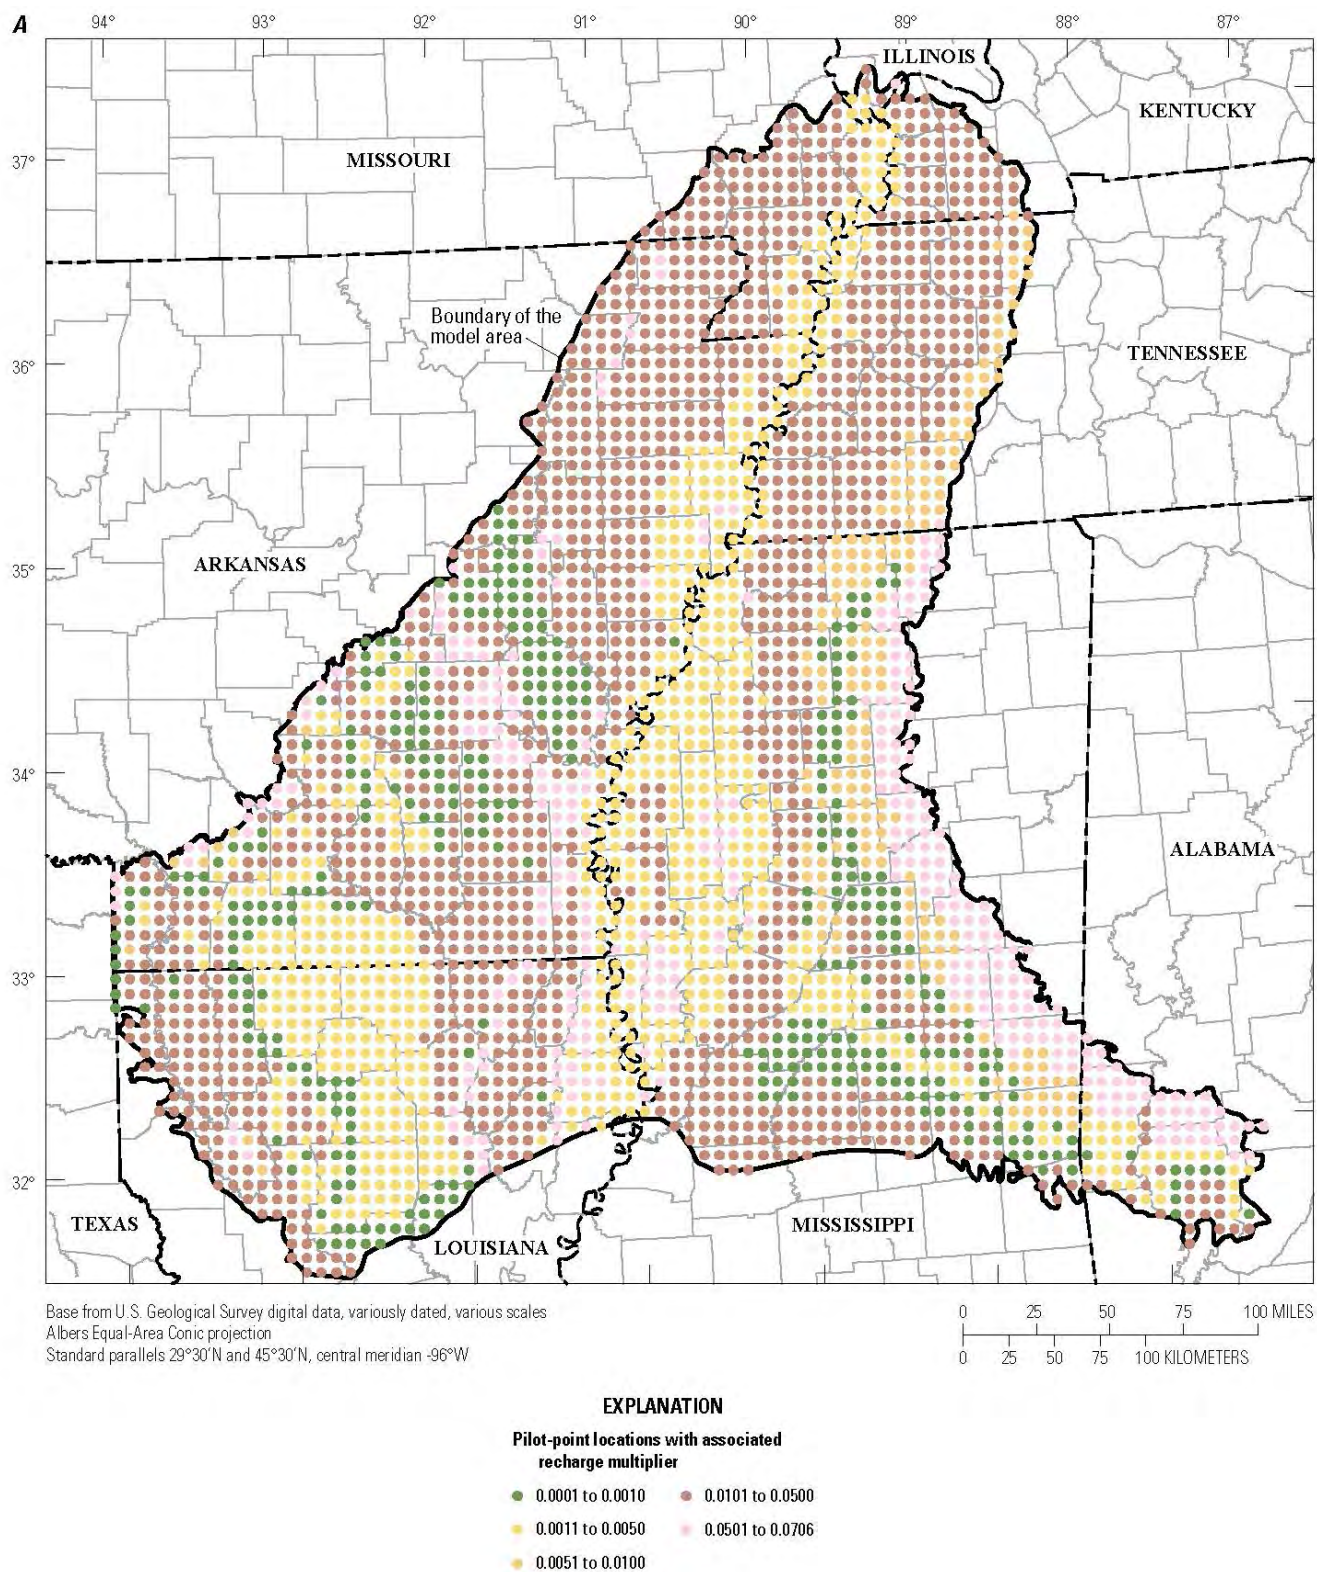 A
94° 93° 92° 91° 90° 89° 88° 87°
ILLINOIS
KENTUCKY
37°
MISSOURI
Boundary of the
model area
36°
TENNESSEE
35°
ARKANSAS
34°
ALABAMA
33°
32°
TEXAS
LOUISIANA
MISSISSIPPI
Base from U.S. Geological Survey digital data, variously dated, various scales
Albers Equal-Area Conic projection
Standard parallels 29°30'N and 45°30'N, central meridian -96°W
0 25 50 75 100 MILES
0 25 50 75 100 KILOMETERS
EXPLANATION
Pilot-point locations with associated
recharge multiplier
0.0001 to 0.0010
0.0011 to 0.0050
0.0051 to 0.0100
0.0101 to 0.0500
0.0501 to 0.0706